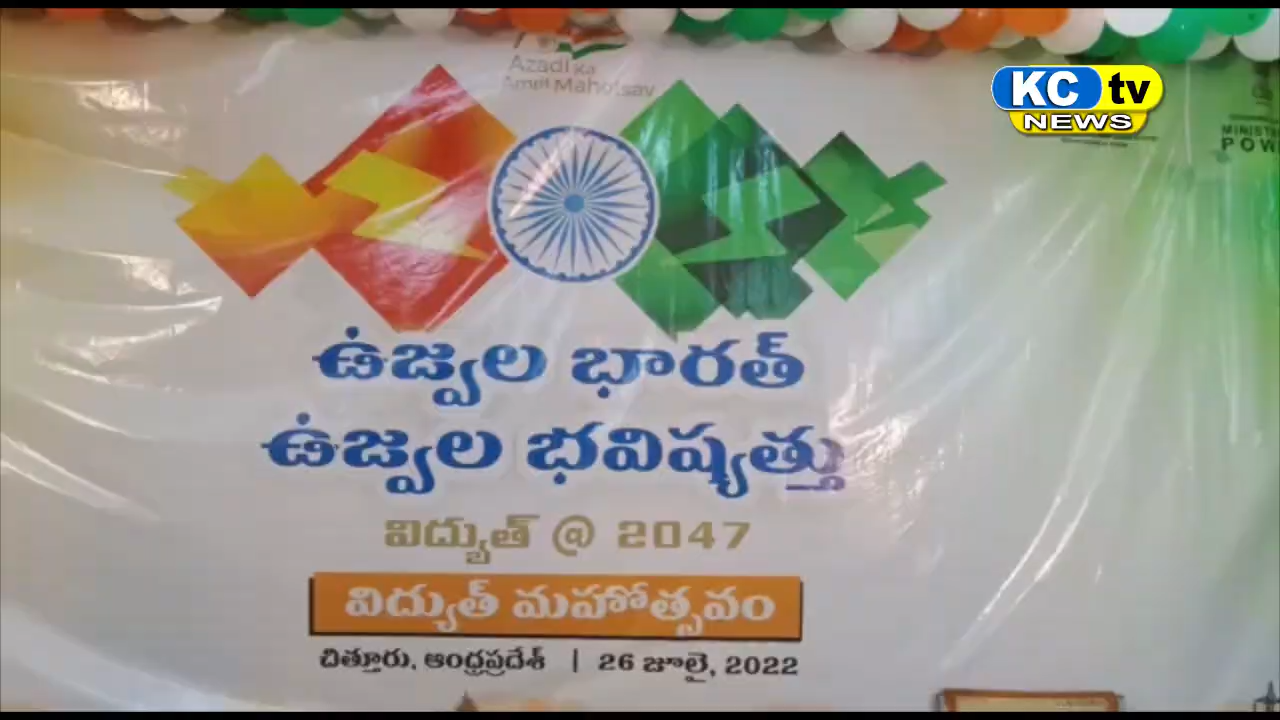 Azadi Ka
Amrit Mahotsav
KC tv
NEWS
ఉజ్వల భారత్
ఉజ్వల భవిష్యత్తు
విద్యుత్ @ 2047
విద్యుత్ మహోత్సవం
చిత్తూరు, ఆంధ్రప్రదేశ్ | 26 జూలై, 2022